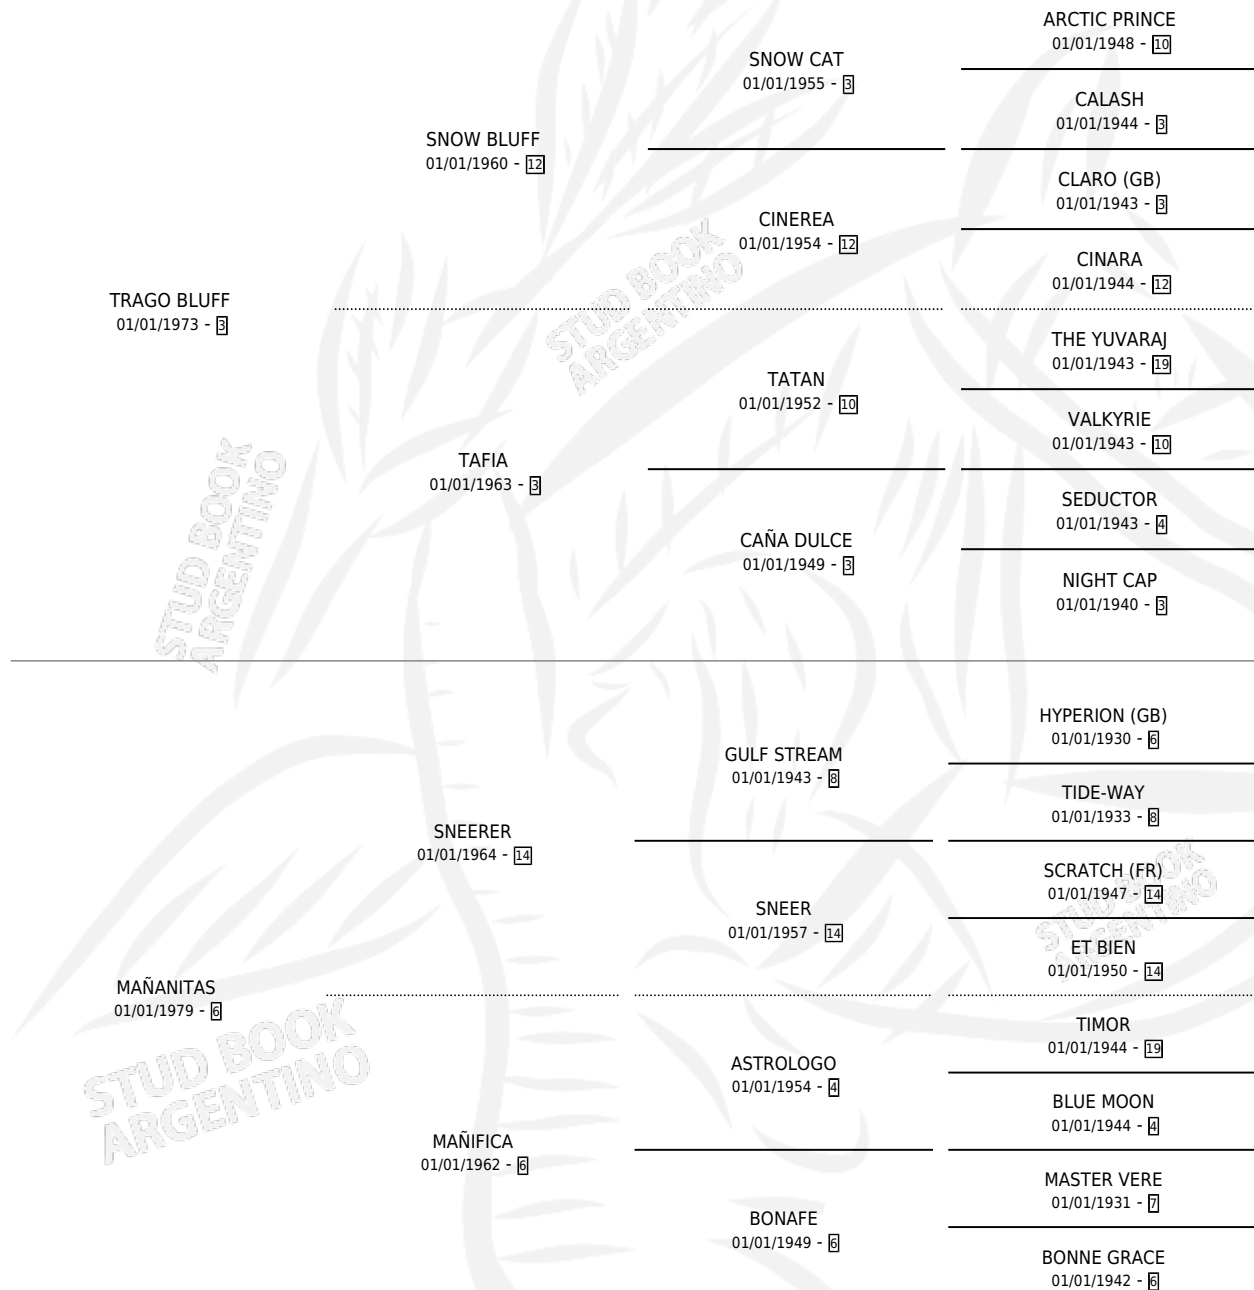 ARCTIC PRINCE
01/01/1948 - 10
SNOW CAT
01/01/1955 - 3
CALASH
01/01/1944 - 3
SNOW BLUFF
01/01/1960 - 12
CLARO (GB)
01/01/1943 - 3
CINEREA
01/01/1954 - 12
CINARA
01/01/1944 - 12
TRAGO BLUFF
01/01/1973 - 3
STUD BOOK
ARGENTINO
THE YUVARAJ
01/01/1943 - 19
TATAN
01/01/1952 - 10
VALKYRIE
01/01/1943 - 10
TAFIA
01/01/1963 - 3
SEDUCTOR
01/01/1943 - 4
CAÑA DULCE
01/01/1949 - 3
NIGHT CAP
01/01/1940 - 3
STUD BOOK
ARGENTINO
HYPERION (GB)
01/01/1930 - 6
GULF STREAM
01/01/1943 - 8
TIDE-WAY
01/01/1933 - 8
SNEERER
01/01/1964 - 14
SCRATCH (FR)
01/01/1947 - 14
SNEER
01/01/1957 - 14
ET BIEN
01/01/1950 - 14
STUD BOOK
ARGENTINO
MAÑANITAS
01/01/1979 - 6
TIMOR
01/01/1944 - 19
ASTROLOGO
01/01/1954 - 4
BLUE MOON
01/01/1944 - 4
STUD BOOK
ARGENTINO
MAÑIFICA
01/01/1962 - 6
MASTER VERE
01/01/1931 - 7
BONAFE
01/01/1949 - 6
BONNE GRACE
01/01/1942 - 6